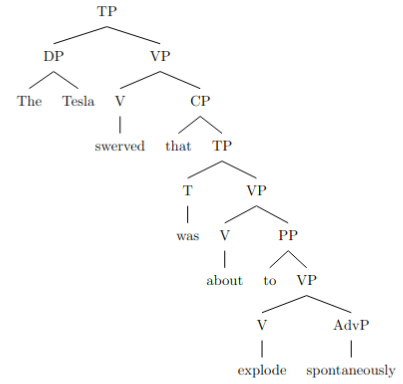 TP
DP VP
The Tesla V CP
swerved that TP
T VP
was V PP
about to VP
V AdvP
explode spontaneously